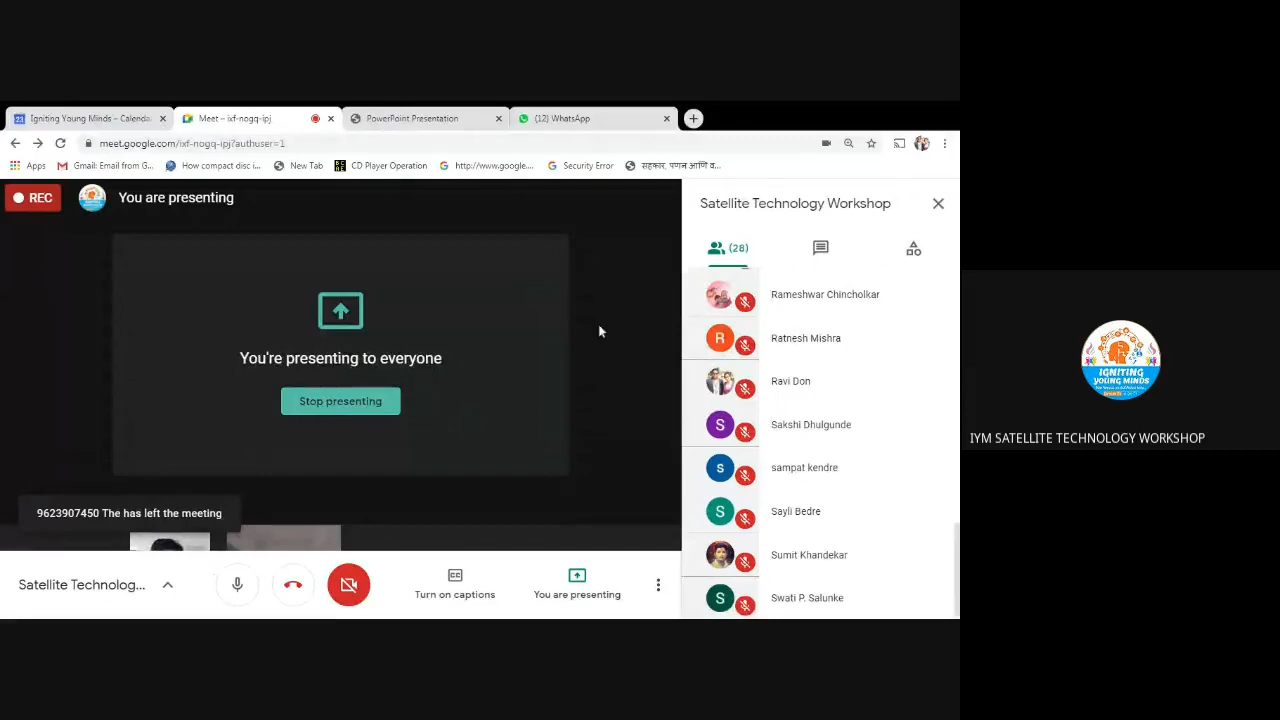 Igniting Young Minds – Calenda
Meet – ixf-nogq-ipj
PowerPoint Presentation
(12) WhatsApp
meet.google.com/ixf-nogq-ipj?authuser=1
Apps
Gmail: Email from G...
How compact disc i...
New Tab
CD Player Operation
http://www.google....
Security Error
सहकार, पणन आणि व...
REC
You are presenting
Satellite Technology Workshop
(28)
You're presenting to everyone
Stop presenting
Rameshwar Chincholkar
R
Ratnesh Mishra
Ravi Don
S
Sakshi Dhulgunde
s
sampat kendre
S
Sayli Bedre
Sumit Khandekar
S
Swati P. Salunke
9623907450 The has left the meeting
Satellite Technolog...
Turn on captions
You are presenting
IGNITING
YOUNG MINDS
IYM SATELLITE TECHNOLOGY WORKSHOP